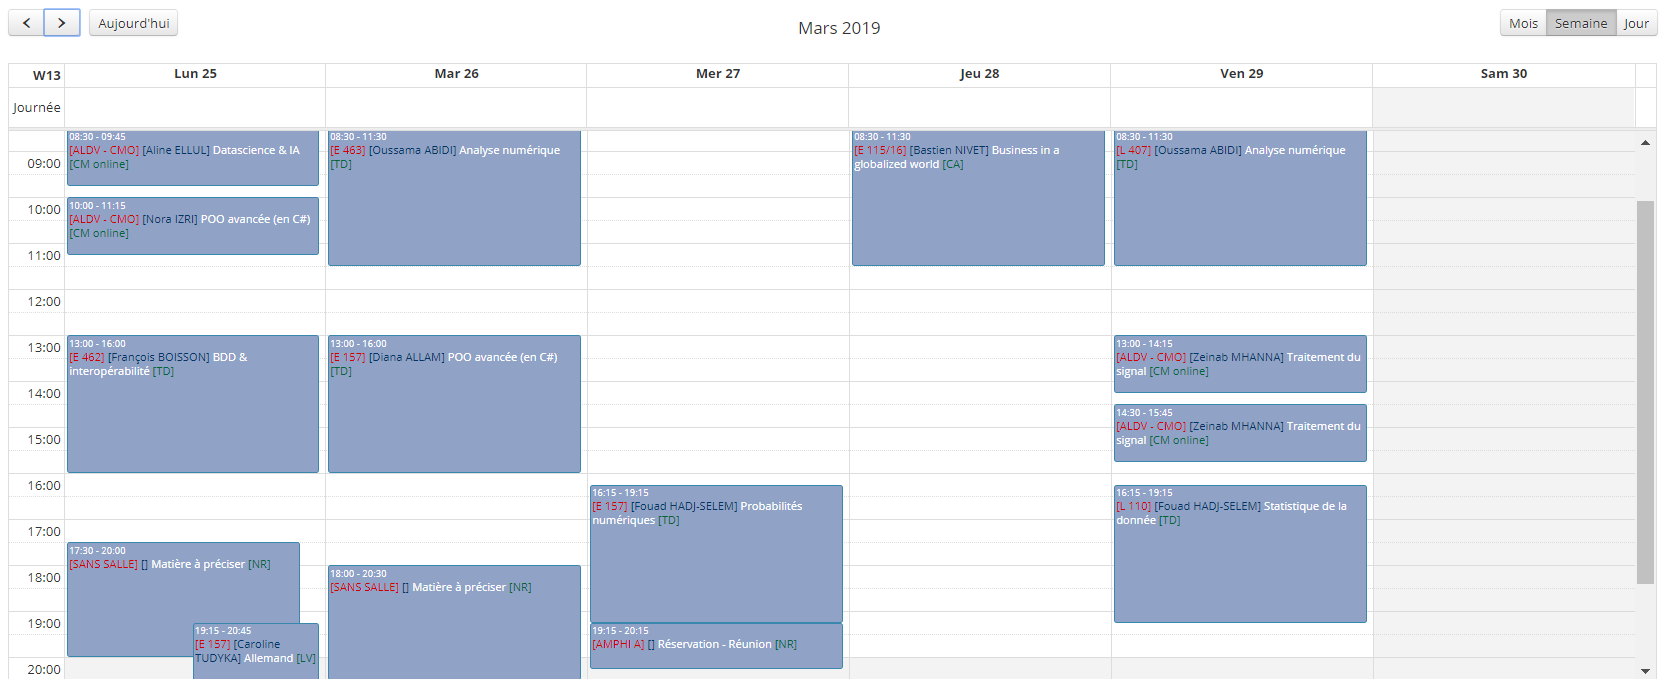 Aujourd'hui
Mars 2019
Mois Semaine Jour
W13 Lun 25 Mar 26 Mer 27 Jeu 28 Ven 29 Sam 30
Journée
09:00
10:00
11:00
12:00
13:00
14:00
15:00
16:00
17:00
18:00
19:00
20:00
08:30 - 09:45
[ALDV - CMO] [Aline ELLUL] Datascience & IA
[CM online]
10:00 - 11:15
[ALDV - CMO] [Nora IZRI] POO avancée (en C#)
[CM online]
13:00 - 16:00
[E 462] [François BOISSON] BDD &
interopérabilité [TD]
17:30 - 20:00
[SANS SALLE] [] Matière à préciser [NR]
19:15 - 20:45
[E 157] [Caroline
TUDYKA] Allemand [LV]
08:30 - 11:30
[E 463] [Oussama ABIDI] Analyse numérique
[TD]
13:00 - 16:00
[E 157] [Diana ALLAM] POO avancée (en C#)
[TD]
18:00 - 20:30
[SANS SALLE] [] Matière à préciser [NR]
16:15 - 19:15
[E 157] [Fouad HADJ-SELEM] Probabilités
numériques [TD]
19:15 - 20:15
[AMPHI A] [] Réservation - Réunion [NR]
08:30 - 11:30
[E 115/16] [Bastien NIVET] Business in a
globalized world [CA]
08:30 - 11:30
[L 407] [Oussama ABIDI] Analyse numérique
[TD]
13:00 - 14:15
[ALDV - CMO] [Zeinab MHANNA] Traitement du
signal [CM online]
14:30 - 15:45
[ALDV - CMO] [Zeinab MHANNA] Traitement du
signal [CM online]
16:15 - 19:15
[L 110] [Fouad HADJ-SELEM] Statistique de la
donnée [TD]